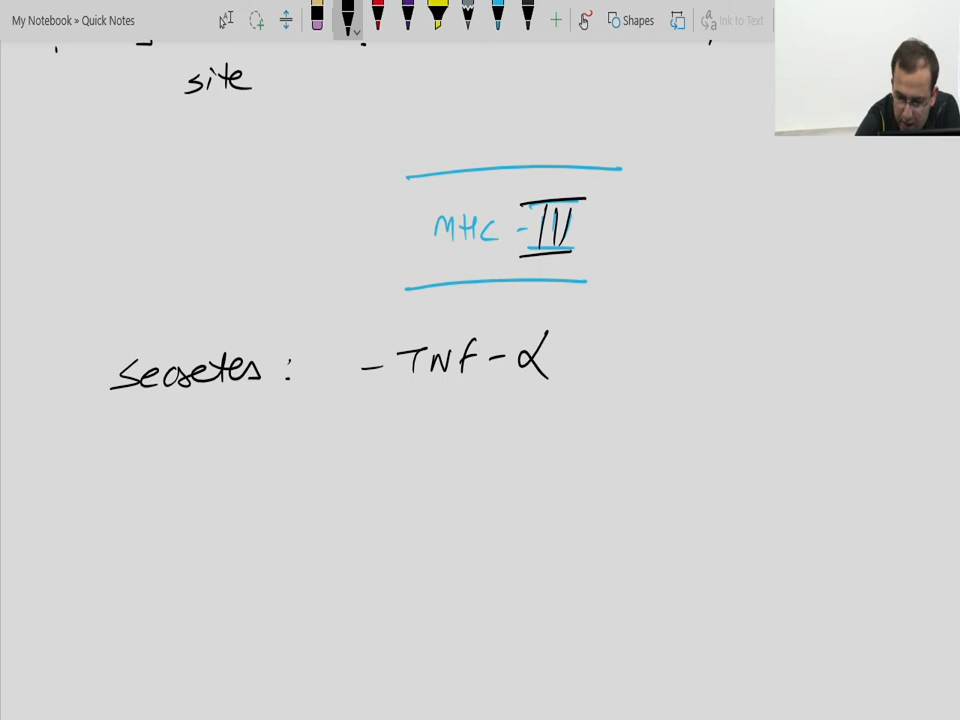 My Notebook » Quick Notes
Shapes
Ink to Text
site
MHC - III
Secretes : - TNF - α